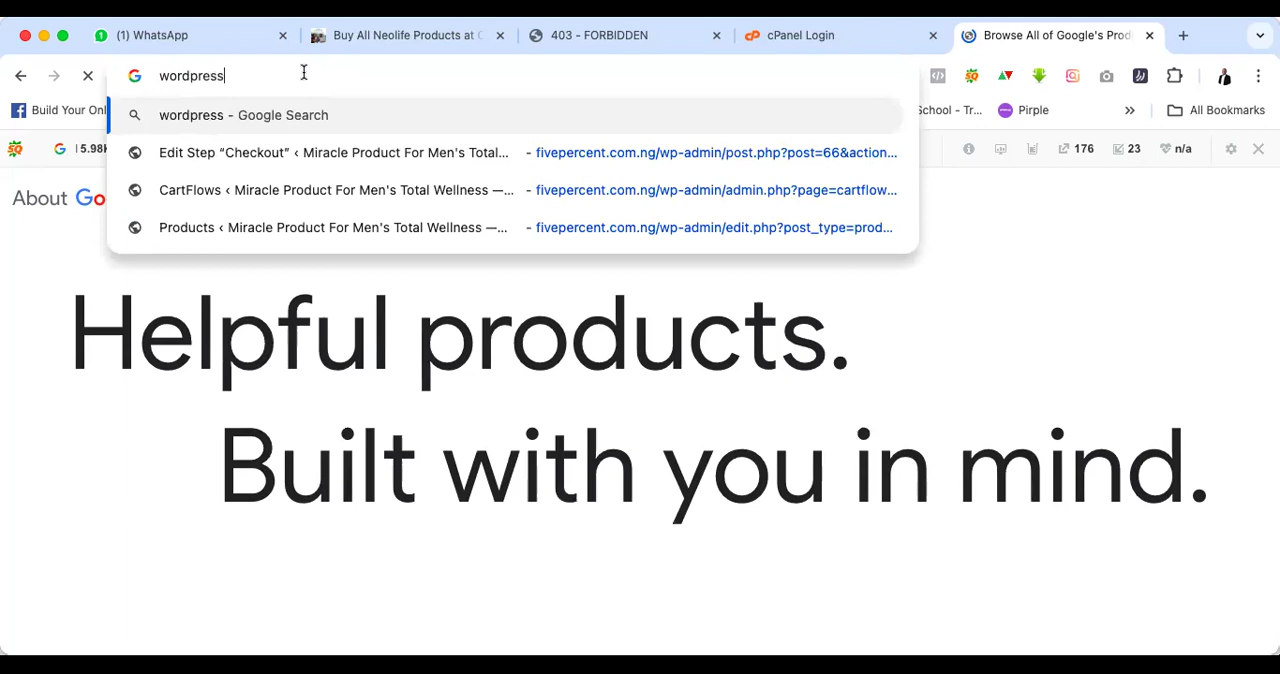 (1) WhatsApp
Buy All Neolife Products at
403 - FORBIDDEN
cPanel Login
Browse All of Google's Prod
wordpress
Build Your Onl
School - Tr...
Pirple
»
All Bookmarks
wordpress - Google Search
Edit Step “Checkout” ‹ Miracle Product For Men's Total... - fivepercent.com.ng/wp-admin/post.php?post=66&action...
CartFlows ‹ Miracle Product For Men's Total Wellness —... - fivepercent.com.ng/wp-admin/admin.php?page=cartflow...
Products ‹ Miracle Product For Men's Total Wellness —... - fivepercent.com.ng/wp-admin/edit.php?post_type=prod...
SQ G 5.98K
176 23 n/a
About Go
Helpful products.
Built with you in mind.